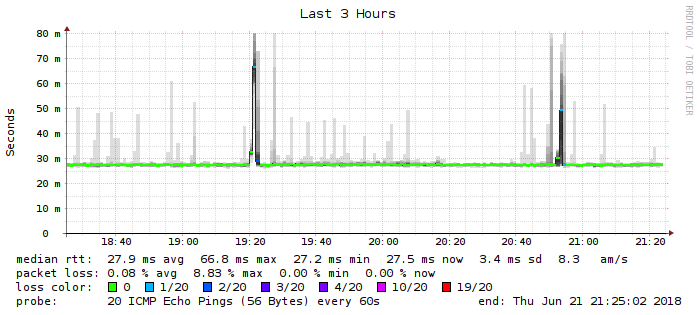 Last 3 Hours
RRDTOOL / TOBI OETIKER
Seconds
80 m
70 m
60 m
50 m
40 m
30 m
20 m
10 m
0
18:40 19:00 19:20 19:40 20:00 20:20 20:40 21:00 21:20
median rtt: 27.9 ms avg 66.8 ms max 27.2 ms min 27.5 ms now 3.4 ms sd 8.3 am/s
packet loss: 0.08 % avg 8.83 % max 0.00 % min 0.00 % now
loss color: 0 1/20 2/20 3/20 4/20 10/20 19/20
probe: 20 ICMP Echo Pings (56 Bytes) every 60s end: Thu Jun 21 21:25:02 2018